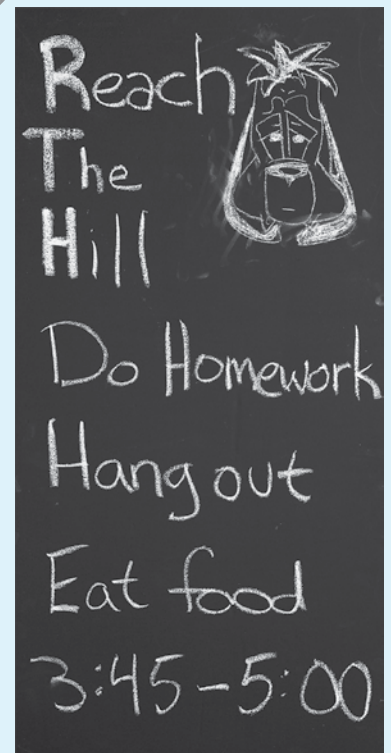 Reach
The
Hill
Do Homework
Hang out
Eat food
3:45-5:00